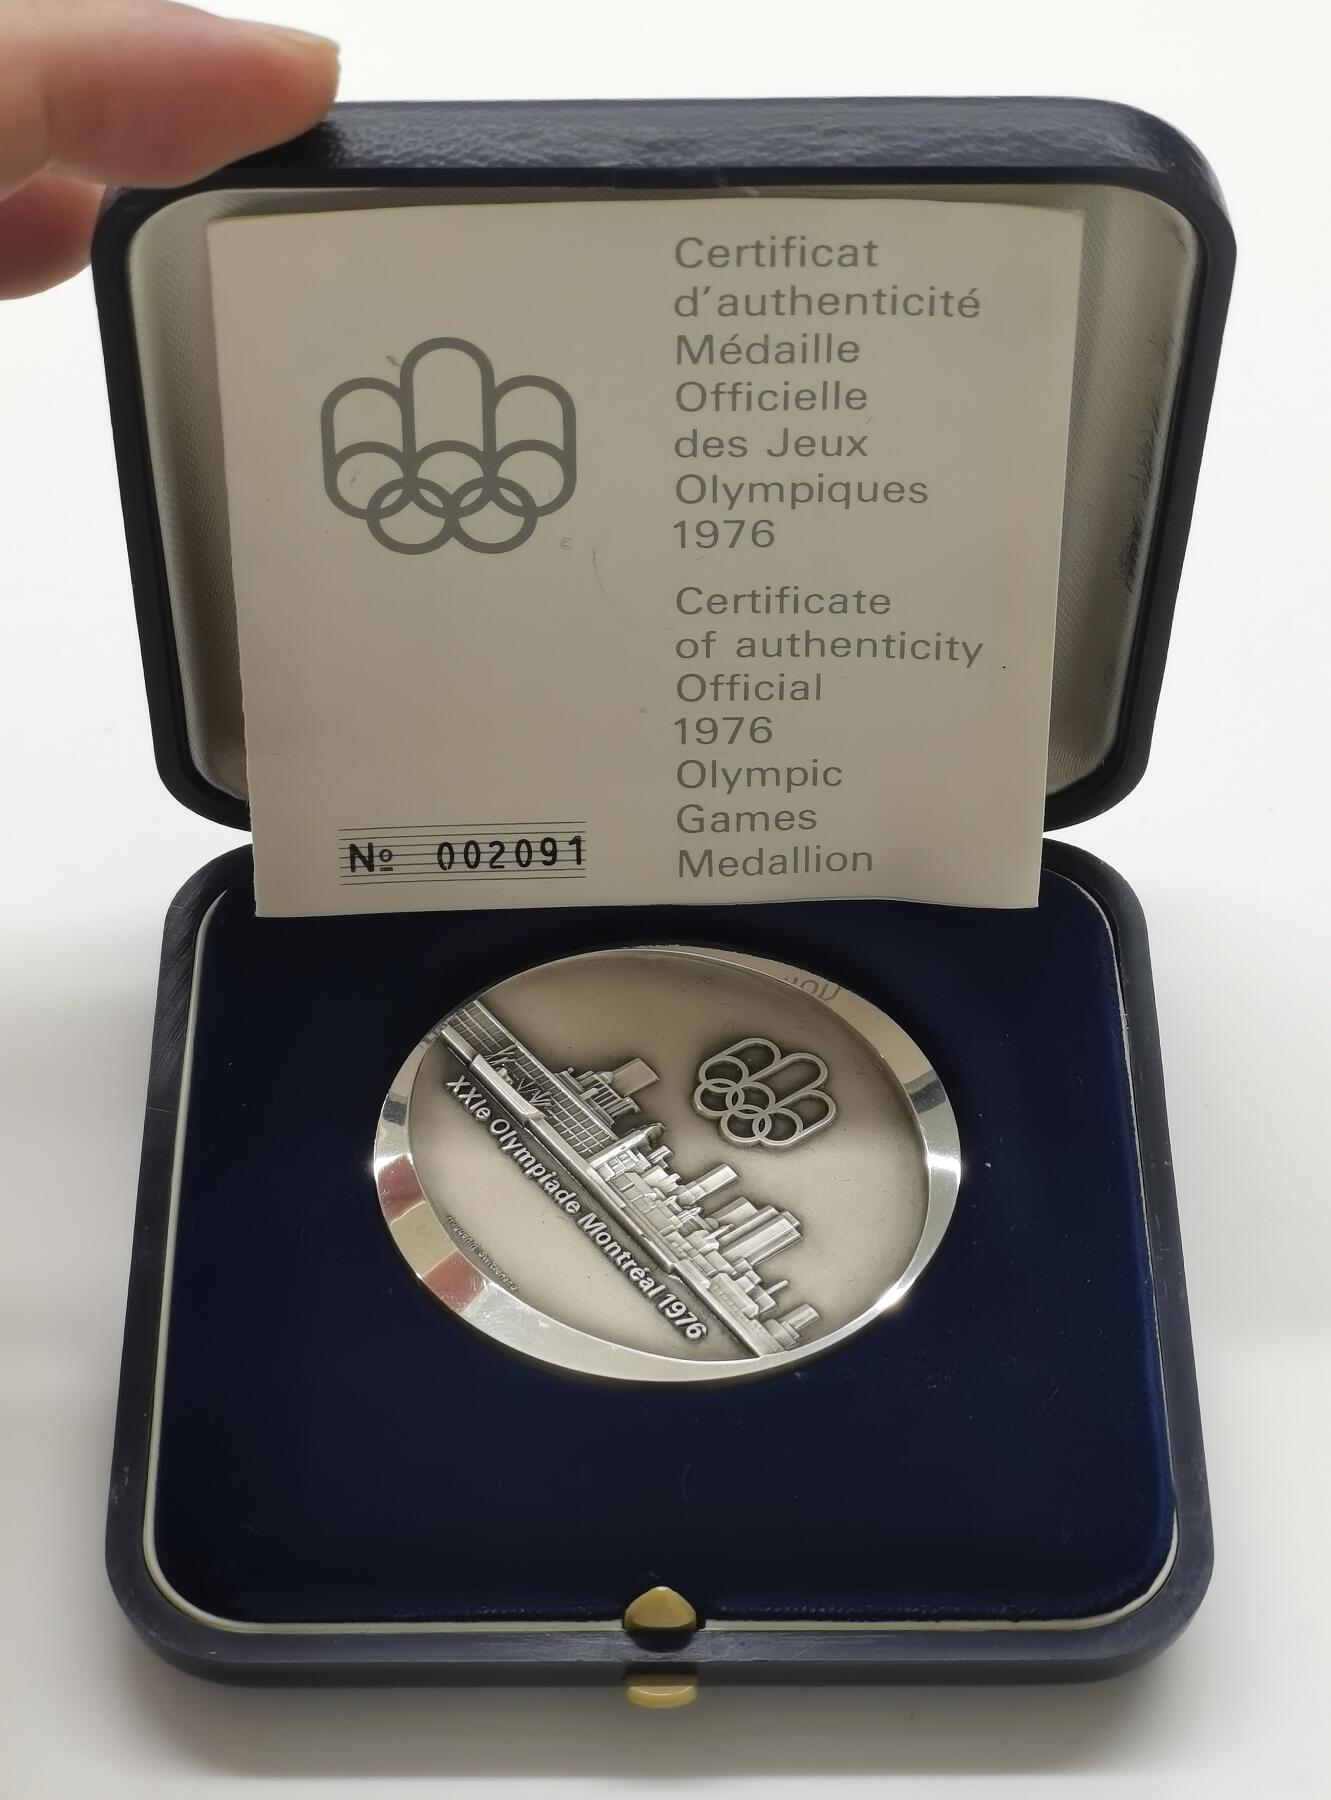 Certificat
d'authenticité
Médaille
Officielle
des Jeux
Olympiques
1976
Certificate
of authenticity
Official
1976
Olympic
Games
Medallion
©
Nº 002091
XXIe Olympiade Montréal 1976